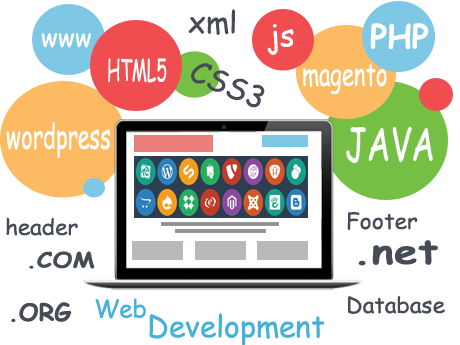 xml
www
js
PHP
HTML5
CSS3
magento
wordpress
JAVA
header
Footer
.COM
.net
.ORG
Web
Database
Development